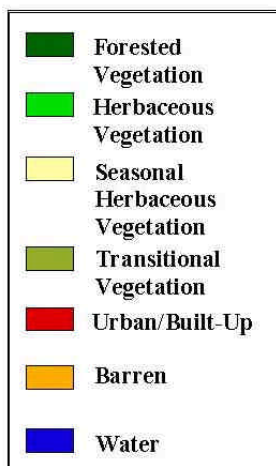 Forested
Vegetation
Herbaceous
Vegetation
Seasonal
Herbaceous
Vegetation
Transitional
Vegetation
Urban/Built-Up
Barren
Water